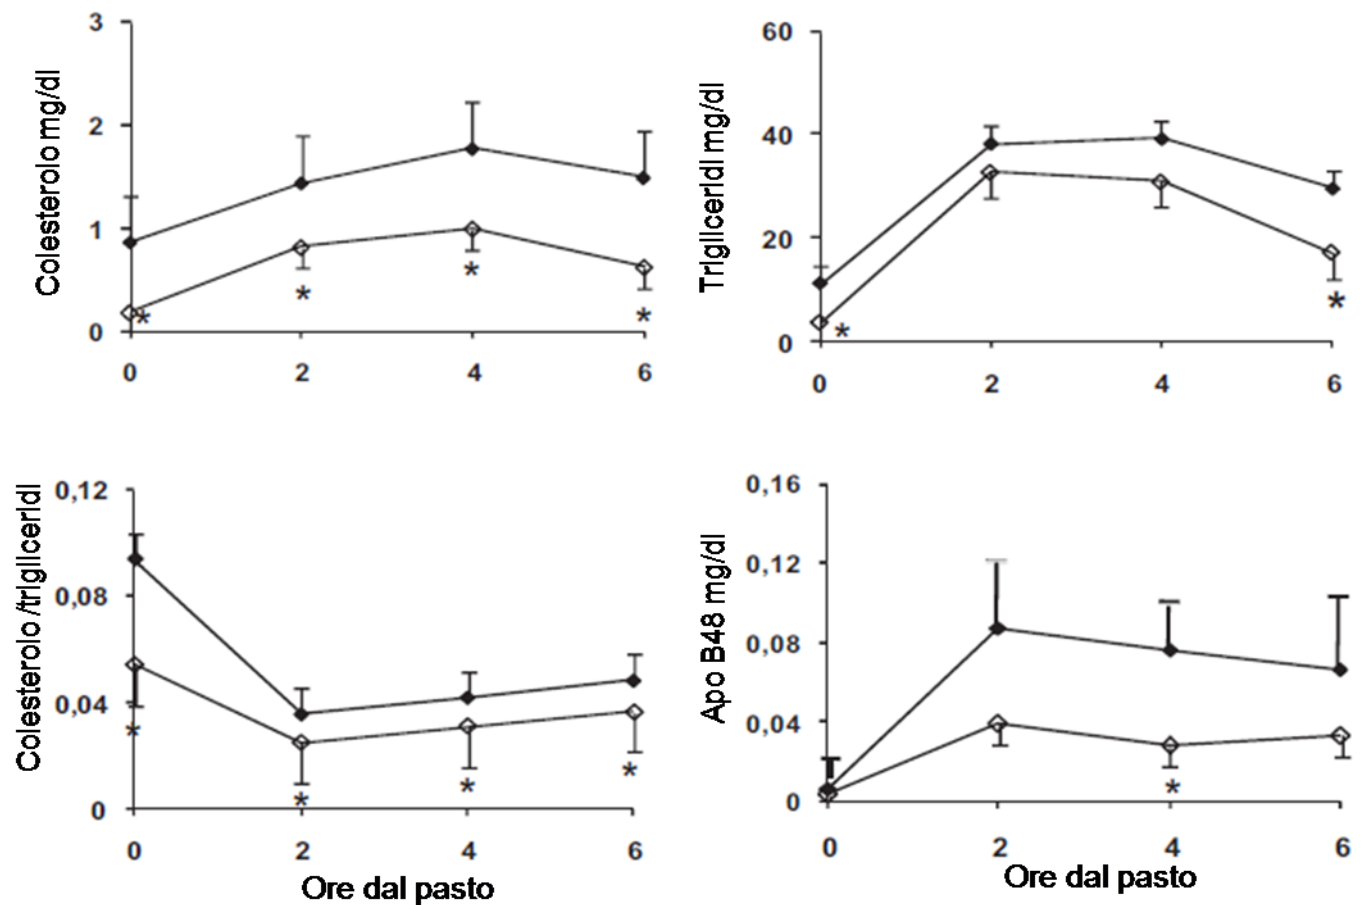 Colesterolo mg/dl
3
2
1
0
*
*
*
*
0 2 4 6
Trigliceridi mg/dl
60
40
20
0
*
*
0 2 4 6
Colesterolo /trigliceridi
0,12
0,08
0,04
0
*
*
*
*
0 2 4 6
Ore dal pasto
Apo B48 mg/dl
0,16
0,12
0,08
0,04
0
*
0 2 4 6
Ore dal pasto